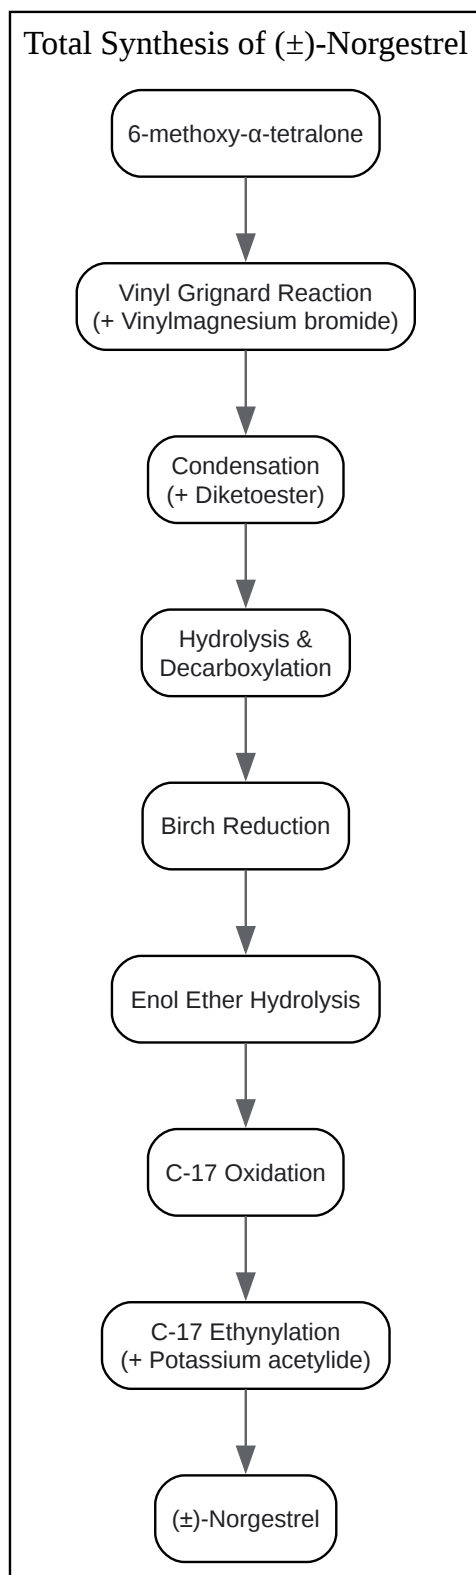 Total Synthesis of (±)-Norgestrel
6-methoxy-α-tetralone
Vinyl Grignard Reaction
(+ Vinylmagnesium bromide)
Condensation
(+ Diketoester)
Hydrolysis &
Decarboxylation
Birch Reduction
Enol Ether Hydrolysis
C-17 Oxidation
C-17 Ethynylation
(+ Potassium acetylide)
(±)-Norgestrel